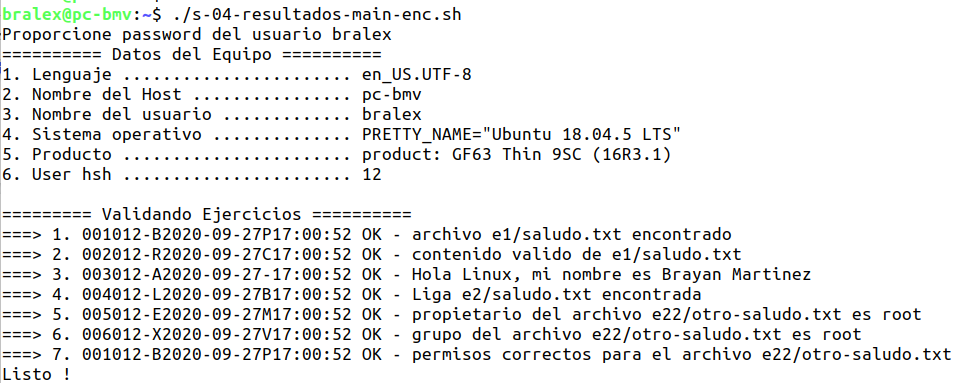 bralex@pc-bmv:~$ ./s-04-resultados-main-enc.sh
Proporcione password del usuario bralex
========== Datos del Equipo ==========
1. Lenguaje ....................... en_US.UTF-8
2. Nombre del Host ................ pc-bmv
3. Nombre del usuario ............. bralex
4. Sistema operativo .............. PRETTY_NAME="Ubuntu 18.04.5 LTS"
5. Producto ....................... product: GF63 Thin 9SC (16R3.1)
6. User hsh ....................... 12
========= Validando Ejercicios ==========
===> 1. 001012-B2020-09-27P17:00:52 OK - archivo e1/saludo.txt encontrado
===> 2. 002012-R2020-09-27C17:00:52 OK - contenido valido de e1/saludo.txt
===> 3. 003012-A2020-09-27-17:00:52 OK - Hola Linux, mi nombre es Brayan Martinez
===> 4. 004012-L2020-09-27B17:00:52 OK - Liga e2/saludo.txt encontrada
===> 5. 005012-E2020-09-27M17:00:52 OK - propietario del archivo e22/otro-saludo.txt es root
===> 6. 006012-X2020-09-27V17:00:52 OK - grupo del archivo e22/otro-saludo.txt es root
===> 7. 001012-B2020-09-27P17:00:52 OK - permisos correctos para el archivo e22/otro-saludo.txt
Listo !